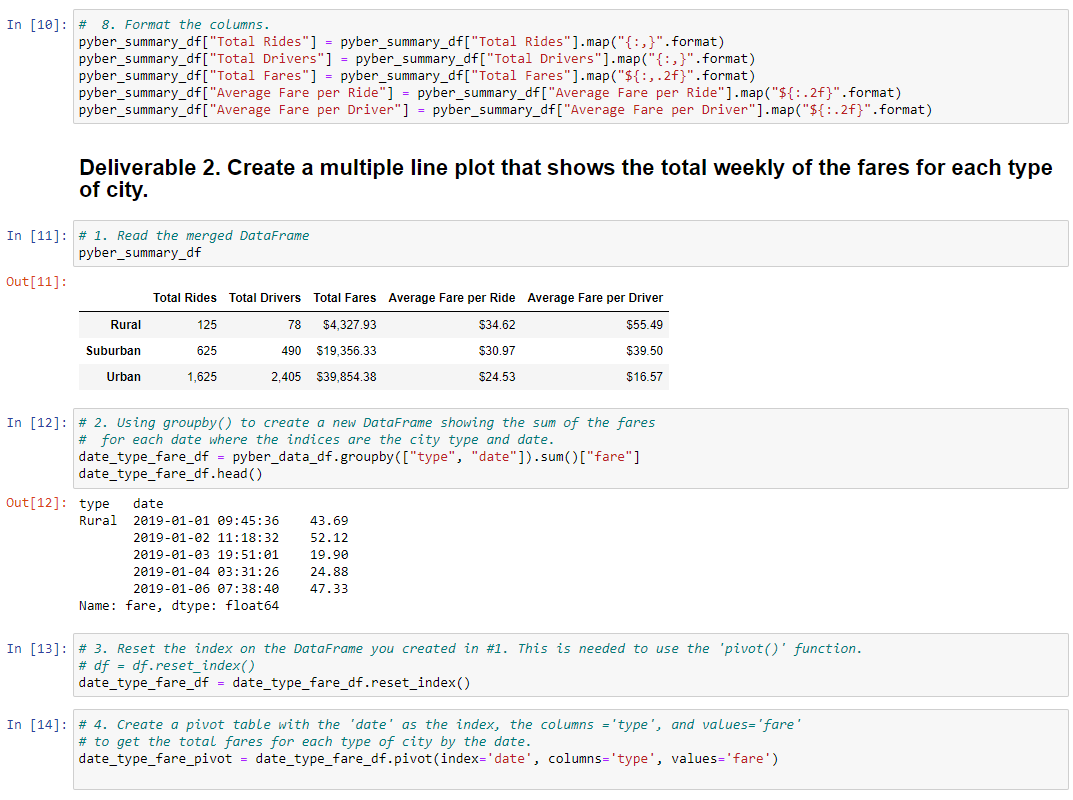 In [10]: #  8. Format the columns.
pyber_summary_df["Total Rides"] = pyber_summary_df["Total Rides"].map("{:,}".format)
pyber_summary_df["Total Drivers"] = pyber_summary_df["Total Drivers"].map("{:,}".format)
pyber_summary_df["Total Fares"] = pyber_summary_df["Total Fares"].map("${:,.2f}".format)
pyber_summary_df["Average Fare per Ride"] = pyber_summary_df["Average Fare per Ride"].map("${:.2f}".format)
pyber_summary_df["Average Fare per Driver"] = pyber_summary_df["Average Fare per Driver"].map("${:.2f}".format)
Deliverable 2. Create a multiple line plot that shows the total weekly of the fares for each type
of city.
In [11]: # 1. Read the merged DataFrame
pyber_summary_df
Out[11]:
Total Rides Total Drivers Total Fares Average Fare per Ride Average Fare per Driver
Rural 125 78 $4,327.93 $34.62 $55.49
Suburban 625 490 $19,356.33 $30.97 $39.50
Urban 1,625 2,405 $39,854.38 $24.53 $16.57
In [12]: # 2. Using groupby() to create a new DataFrame showing the sum of the fares
#  for each date where the indices are the city type and date.
date_type_fare_df = pyber_data_df.groupby(["type", "date"]).sum()["fare"]
date_type_fare_df.head()
Out[12]: type   date
Rural  2019-01-01 09:45:36    43.69
2019-01-02 11:18:32    52.12
2019-01-03 19:51:01    19.90
2019-01-04 03:31:26    24.88
2019-01-06 07:38:40    47.33
Name: fare, dtype: float64
In [13]: # 3. Reset the index on the DataFrame you created in #1. This is needed to use the 'pivot()' function.
# df = df.reset_index()
date_type_fare_df = date_type_fare_df.reset_index()
In [14]: # 4. Create a pivot table with the 'date' as the index, the columns ='type', and values='fare'
# to get the total fares for each type of city by the date.
date_type_fare_pivot = date_type_fare_df.pivot(index='date', columns='type', values='fare')